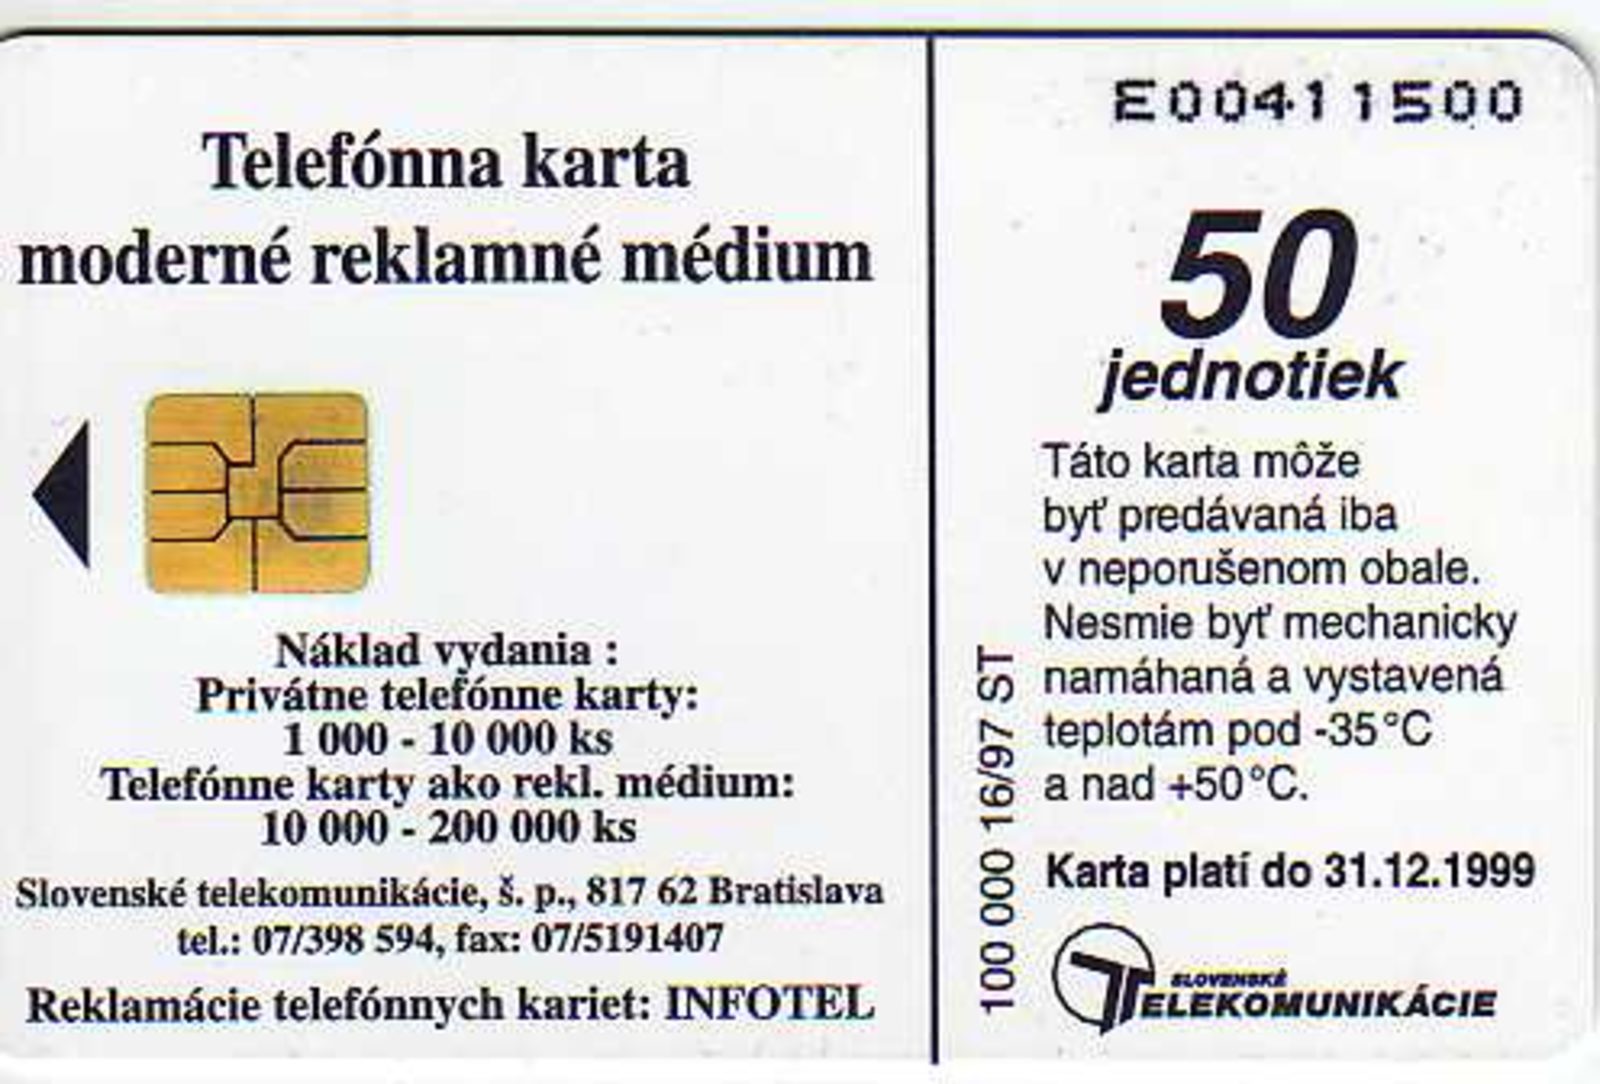 Telefónna karta
moderné reklamné médium
Náklad vydania :
Privátne telefónne karty:
1 000 - 10 000 ks
Telefónne karty ako rekl. médium:
10 000 - 200 000 ks
Slovenské telekomunikácie, š. p., 817 62 Bratislava
tel.: 07/398 594, fax: 07/5191407
Reklamácie telefónnych kariet: INFOTEL
100 000 16/97 ST
E00411500
50
jednotiek
Táto karta môže
byť predávaná iba
v neporušenom obale.
Nesmie byť mechanicky
namáhaná a vystavená
teplotám pod -35°C
a nad +50°C.
Karta platí do 31.12.1999
SLOVENSKÉ
TELEKOMUNIKÁCIE